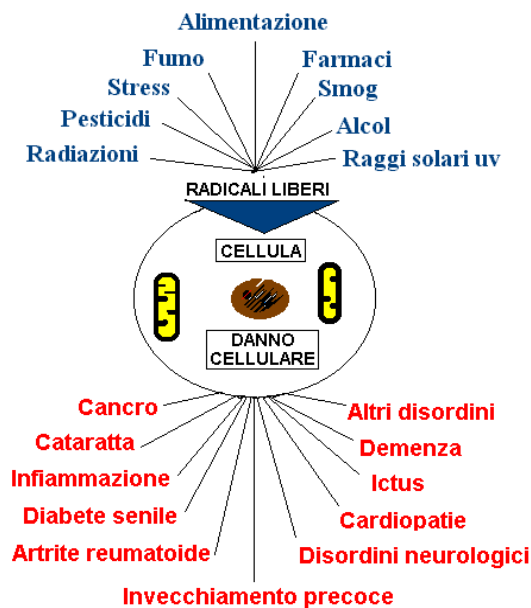 Alimentazione
Fumo
Farmaci
Stress
Smog
Pesticidi
Alcol
Radiazioni
Raggi solari uv
RADICALI LIBERI
CELLULA
DANNO
CELLULARE
Cancro
Altri disordini
Cataratta
Demenza
Infiammazione
Ictus
Diabete senile
Cardiopatie
Artrite reumatoide
Disordini neurologici
Invecchiamento precoce